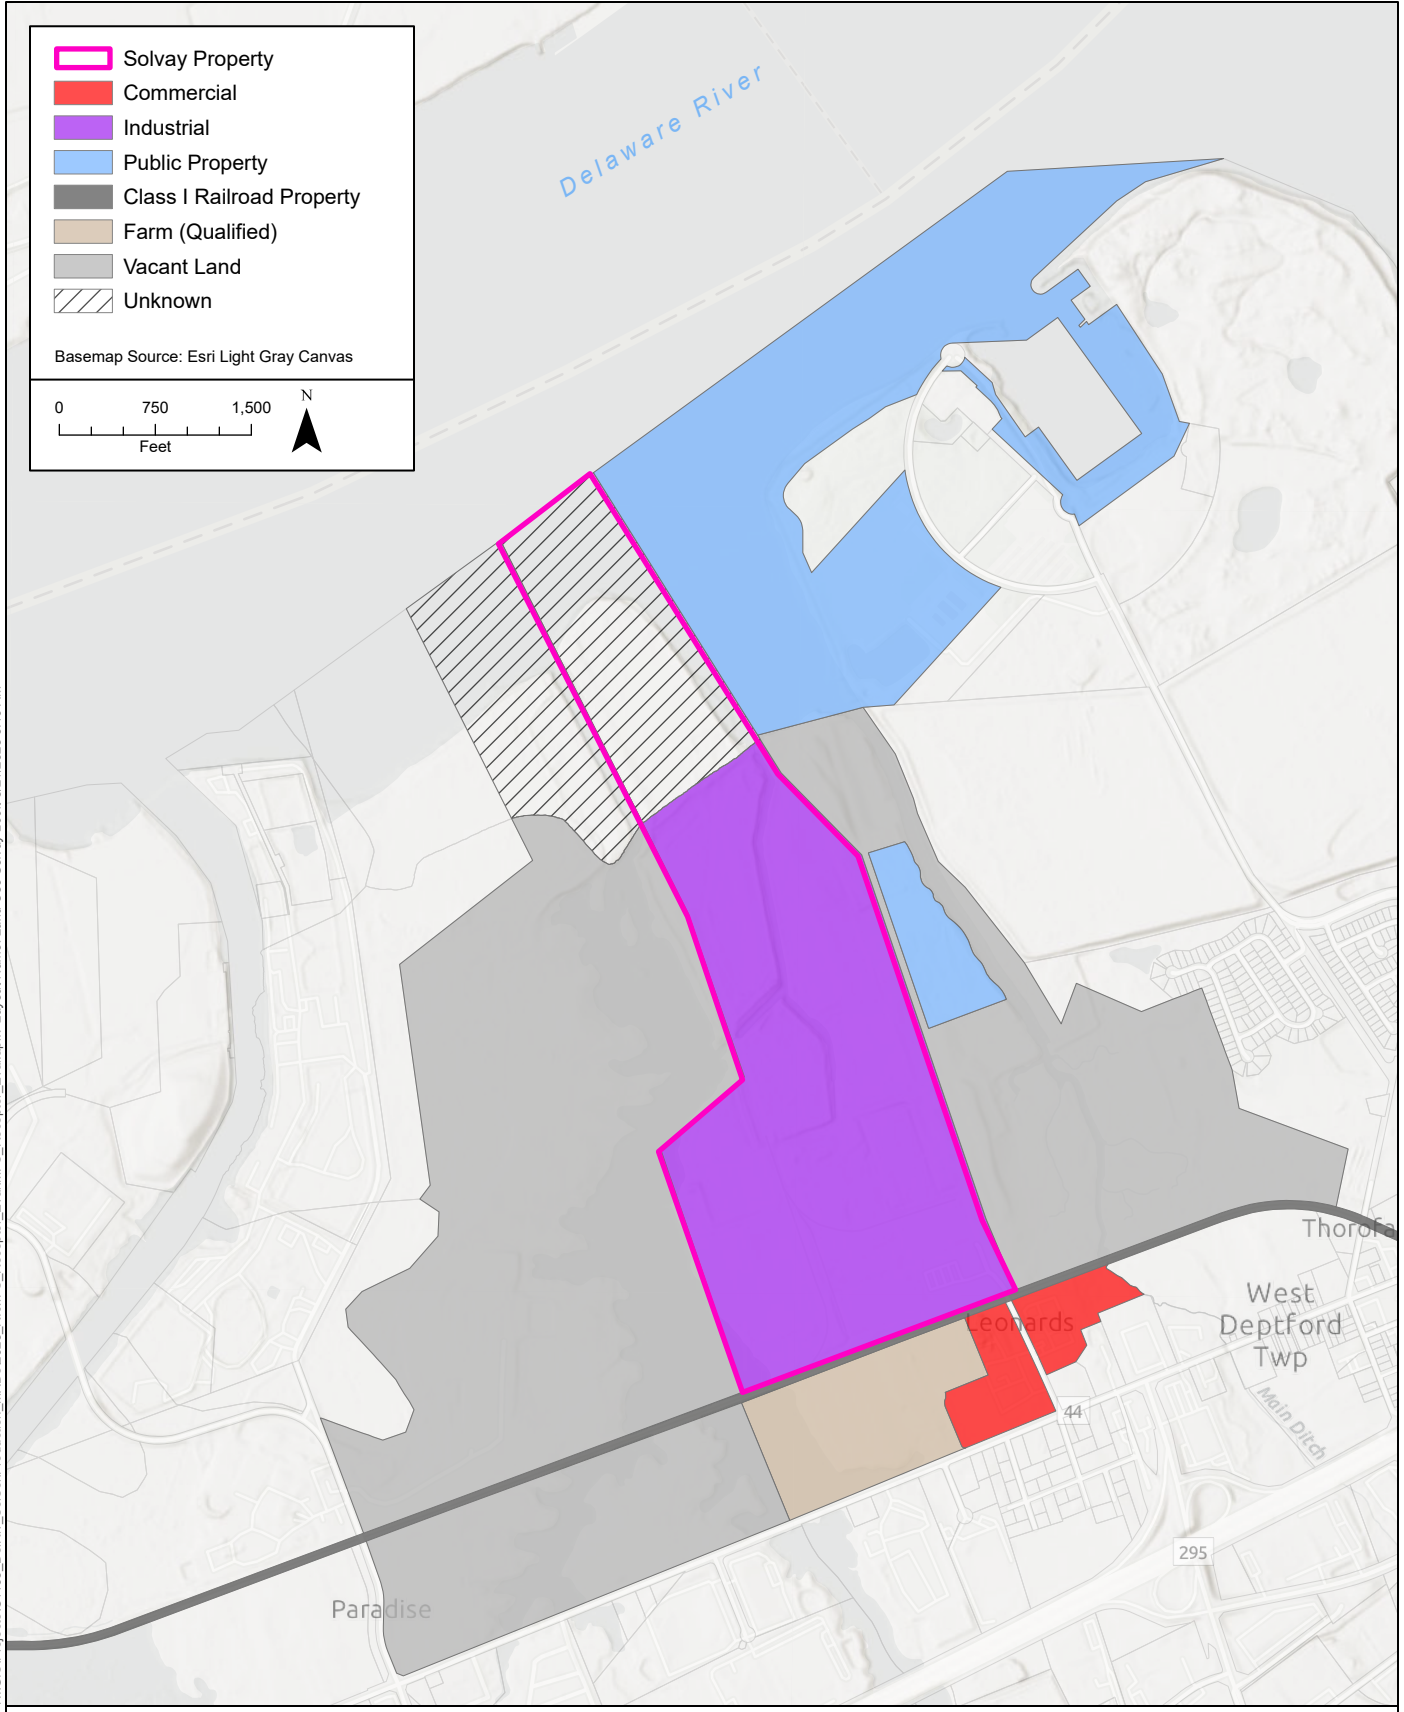 Solvay Property
Commercial
Industrial
Public Property
Class I Railroad Property
Farm (Qualified)
Vacant Land
Unknown
Basemap Source: Esri Light Gray Canvas
0 750 1,500
Feet
N
Delaware River
Thorofa
West
Deptford
Twp
Leonards
44
Main Ditch
295
Paradise